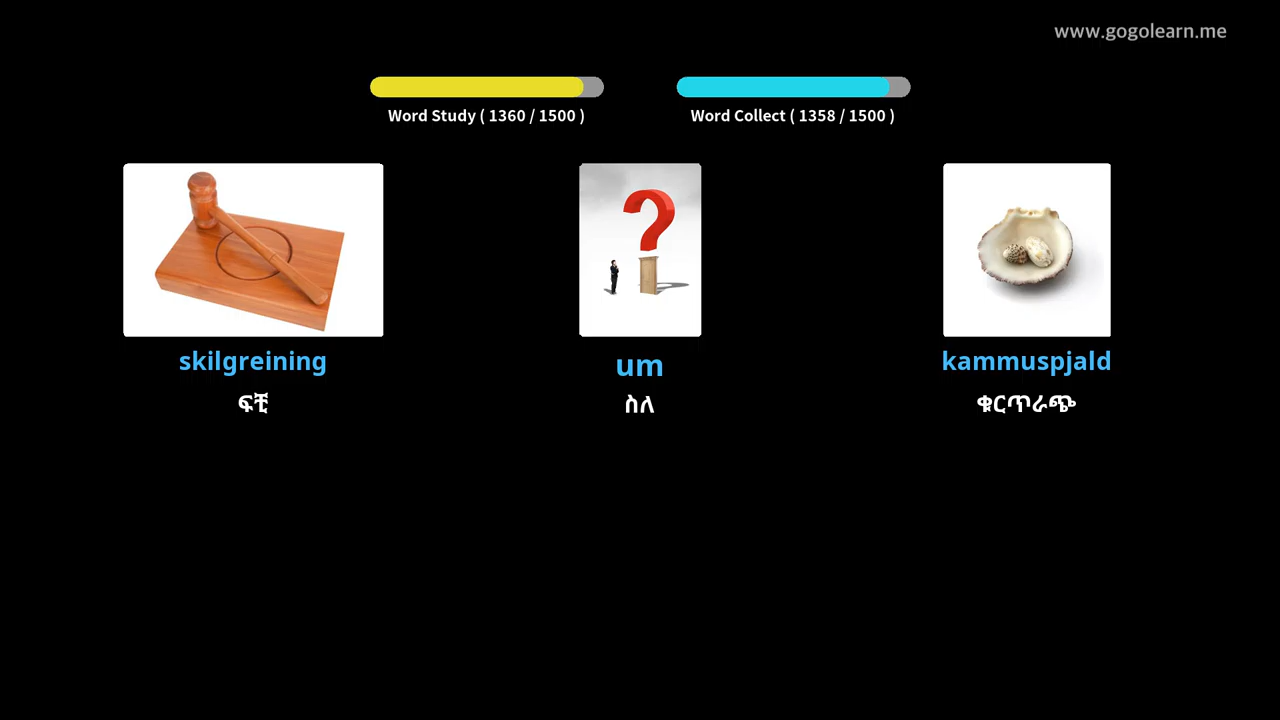 www.gogolearn.me
Word Study ( 1360 / 1500 )
Word Collect ( 1358 / 1500 )
skilgreining
um
kammuspjald
ፍቺ
ስለ
ቁርጥራጭ